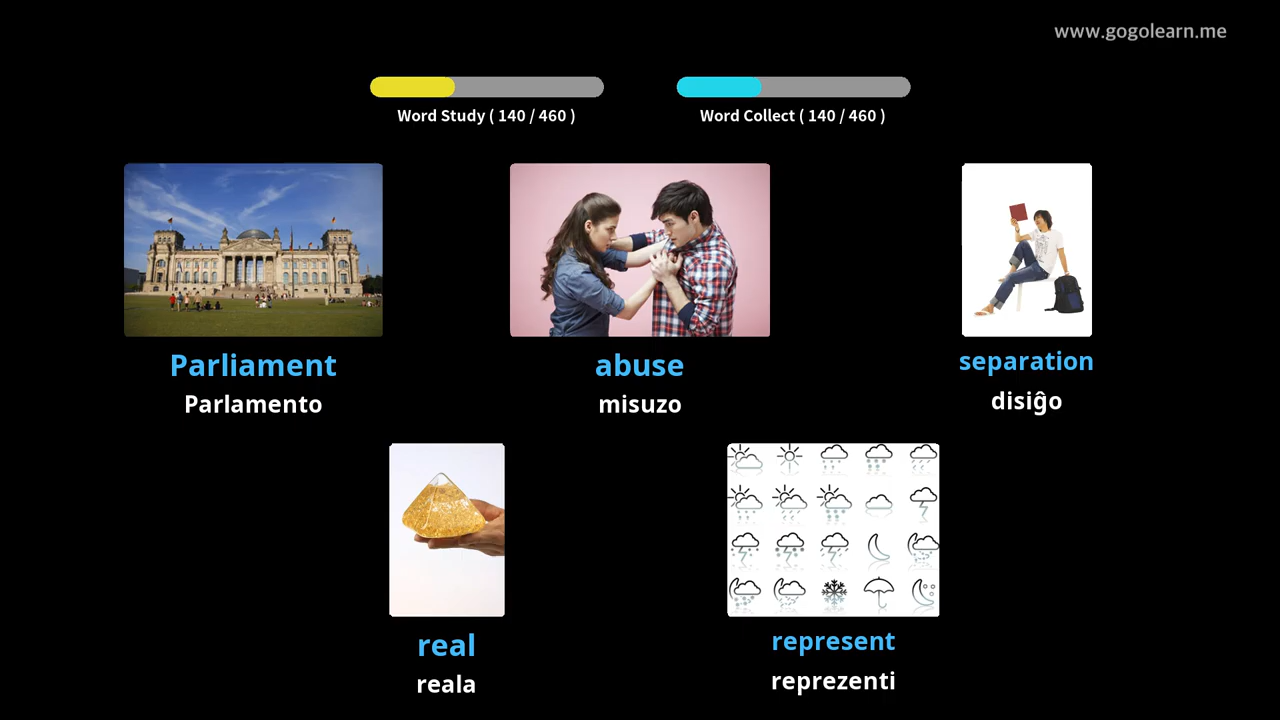 www.gogolearn.me
Word Study ( 140 / 460 )
Word Collect ( 140 / 460 )
Parliament
Parlamento
abuse
misuzo
separation
disiĝo
real
reala
represent
reprezenti